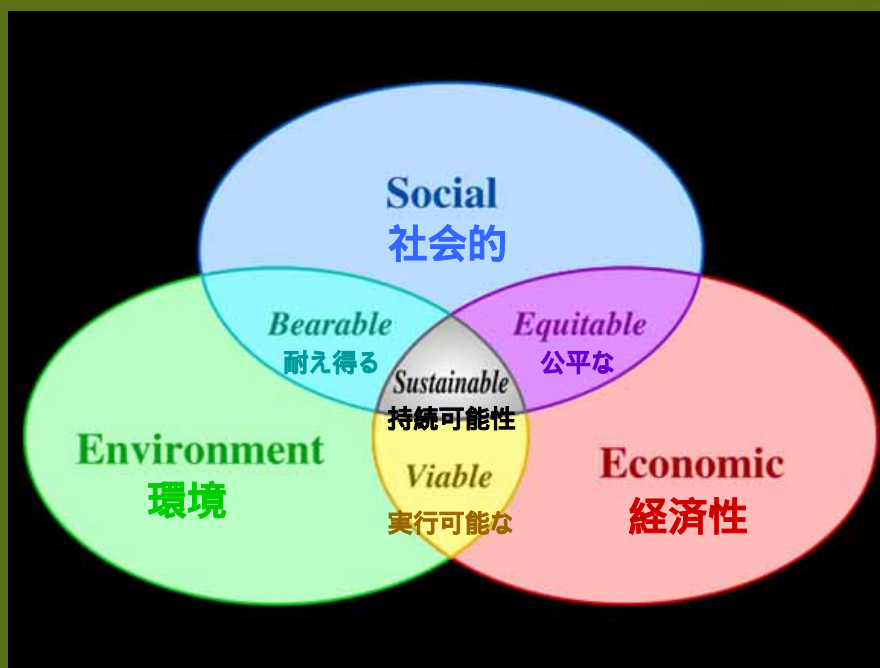 Social
社会的
Bearable
耐え得る
Equitable
公平な
Sustainable
持続可能性
Environment
環境
Viable
実行可能な
Economic
経済性